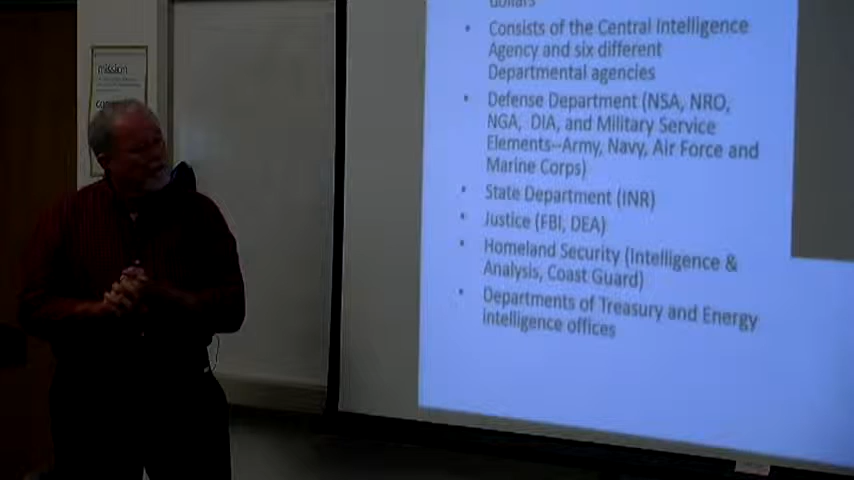 dollars
Consists of the Central Intelligence
Agency and six different
Departmental agencies
Defense Department (NSA, NRO,
NGA, DIA, and Military Service
Elements–Army, Navy, Air Force and
Marine Corps)
State Department (INR)
Justice (FBI, DEA)
Homeland Security (Intelligence &
Analysis, Coast Guard)
Departments of Treasury and Energy
intelligence offices
mission